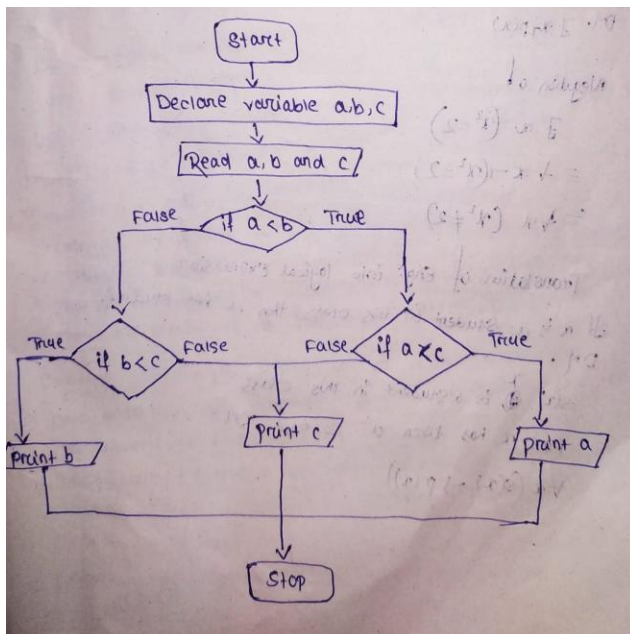 Start
Declare variable a,b,c
Read a,b and c
False
if a<b
True
True
if b<c
False
False
if a<c
True
print b
print c
print a
Stop